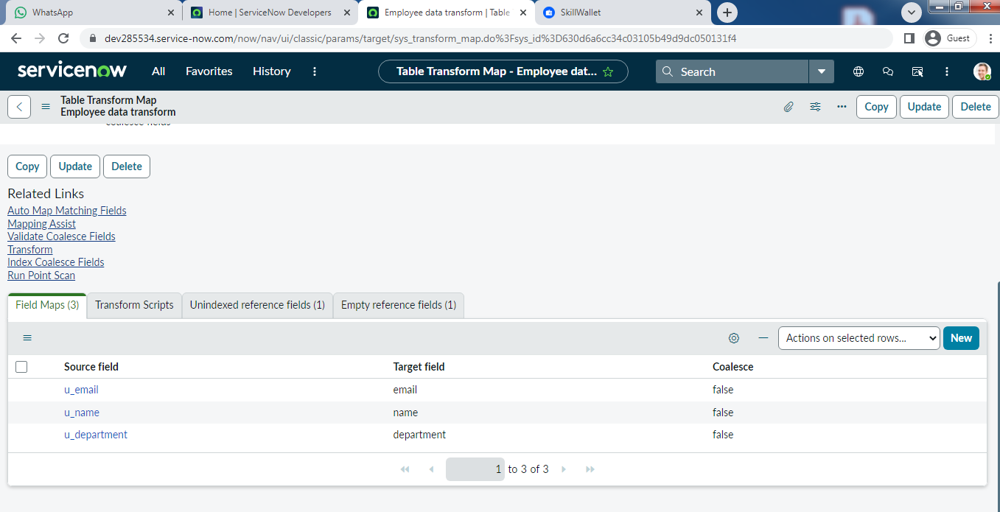 WhatsApp
Home | ServiceNow Developers
Employee data transform | Table
SkillWallet
dev285534.service-now.com/now/nav/ui/classic/params/target/sys_transform_map.do%3Fsys_id%3D630d6a6cc34c03105b49d9dc050131f4
Guest
servicenow
All
Favorites
History
Table Transform Map - Employee dat...
Search
Table Transform Map
Employee data transform
Copy
Update
Delete
coalesce fields
Copy
Update
Delete
Related Links
Auto Map Matching Fields
Mapping Assist
Validate Coalesce Fields
Transform
Index Coalesce Fields
Run Point Scan
Field Maps (3)
Transform Scripts
Unindexed reference fields (1)
Empty reference fields (1)
Actions on selected rows...
New
Source field Target field Coalesce
u_email email false
u_name name false
u_department department false
1 to 3 of 3